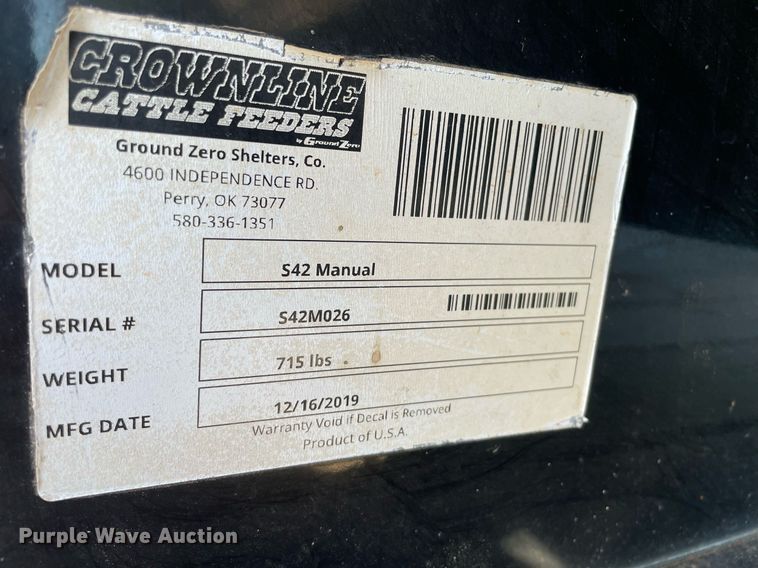 CROWNLINE
CATTLE FEEDERS
by Ground Zero
Ground Zero Shelters, Co.
4600 INDEPENDENCE RD.
Perry, OK 73077
580-336-1351
MODEL S42 Manual
SERIAL # S42M026
WEIGHT 715 lbs
MFG DATE 12/16/2019
Warranty Void if Decal is Removed
Product of U.S.A.
Purple Wave Auction